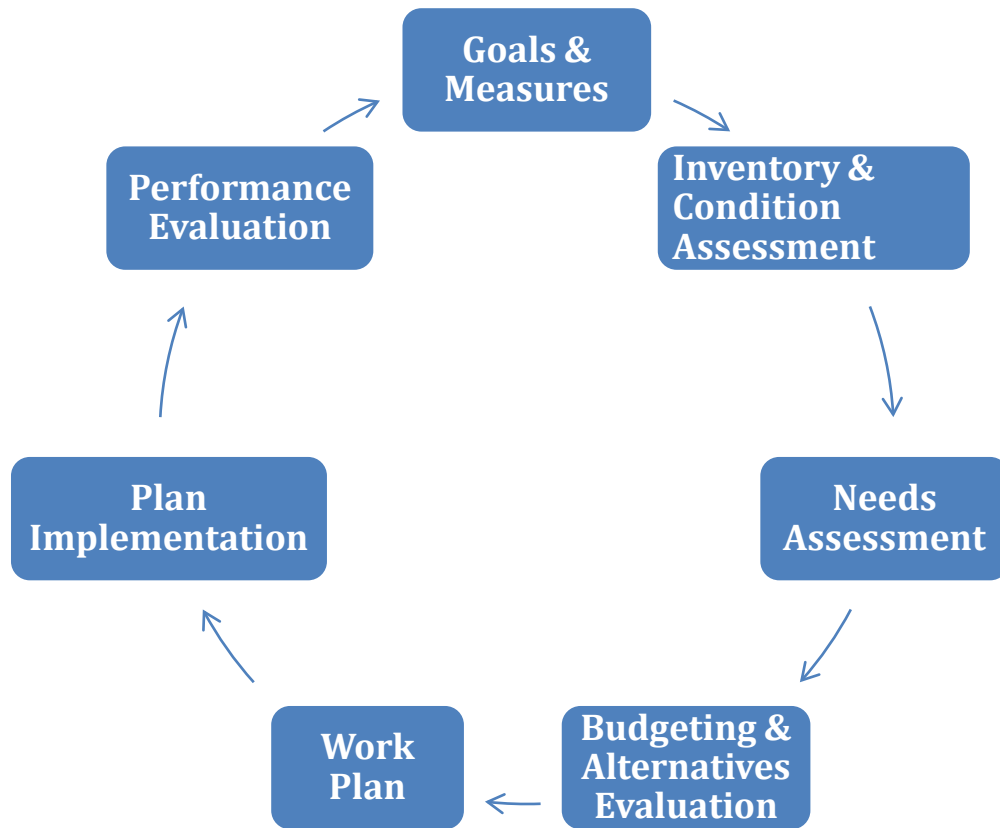 Goals &
Measures
Inventory &
Condition
Assessment
Needs
Assessment
Budgeting &
Alternatives
Evaluation
Work
Plan
Plan
Implementation
Performance
Evaluation